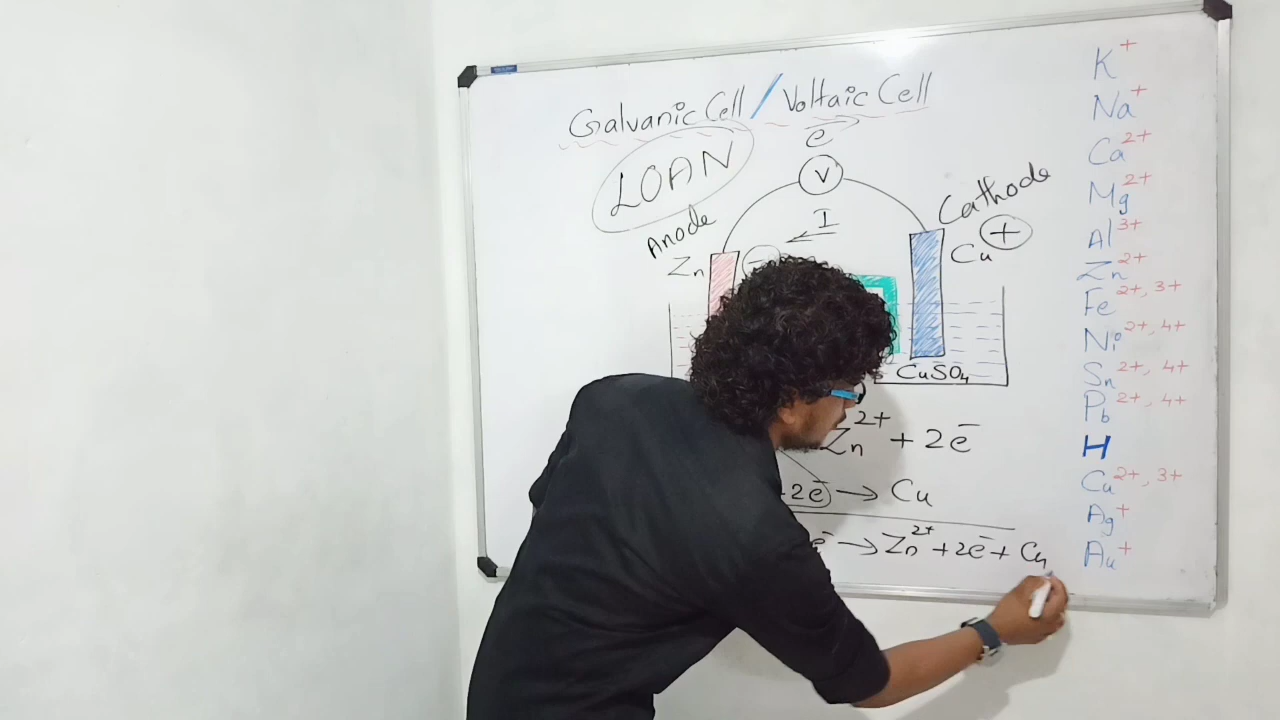 Galvanic Cell / Voltaic Cell
e
LOAN
V
Anode
I
Cathode
Zn
−
Cu +
CuSO₄
Zn²⁺ + 2e⁻
2e⁻ → Cu
e⁻ → Zn²⁺ + 2e⁻ + Cu
K⁺
Na⁺
Ca²⁺
Mg²⁺
Al³⁺
Zn²⁺
Fe²⁺,³⁺
Ni²⁺,⁴⁺
Sn²⁺,⁴⁺
Pb²⁺,⁴⁺
H
Cu²⁺,³⁺
Ag⁺
Au⁺